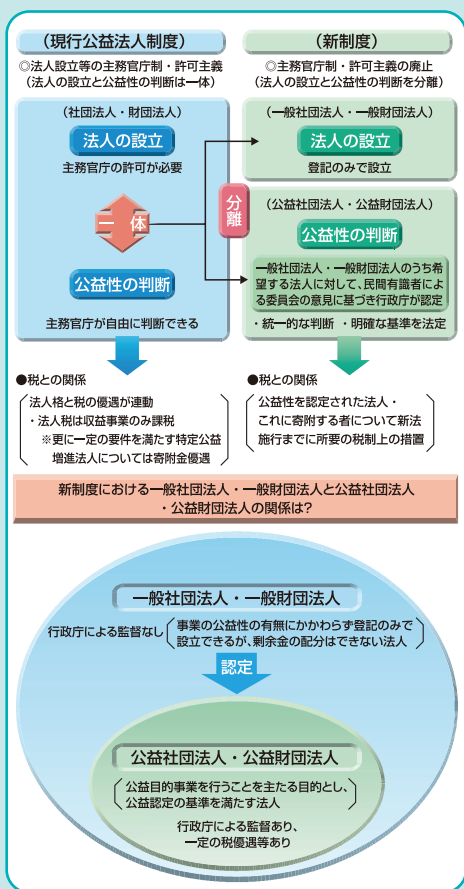 (現行公益法人制度)
◎法人設立等の主務官庁制・許可主義
(法人の設立と公益性の判断は一体)
(社団法人・財団法人)
法人の設立
主務官庁の許可が必要
一体
公益性の判断
主務官庁が自由に判断できる
●税との関係
法人格と税の優遇が連動
・法人税は収益事業のみ課税
※更に一定の要件を満たす特定公益
増進法人については寄附金優遇
分離
(新制度)
◎主務官庁制・許可主義の廃止
(法人の設立と公益性の判断を分離)
(一般社団法人・一般財団法人)
法人の設立
登記のみで設立
(公益社団法人・公益財団法人)
公益性の判断
一般社団法人・一般財団法人のうち希
望する法人に対して、民間有識者によ
る委員会の意見に基づき行政庁が認定
・統一的な判断 ・明確な基準を法定
●税との関係
公益性を認定された法人・
これに寄附する者について新法
施行までに所要の税制上の措置
新制度における一般社団法人・一般財団法人と公益社団法人
・公益財団法人の関係は?
一般社団法人・一般財団法人
行政庁による監督なし
事業の公益性の有無にかかわらず登記のみで
設立できるが、剰余金の配分はできない法人
認定
公益社団法人・公益財団法人
公益目的事業を行うことを主たる目的とし、
公益認定の基準を満たす法人
行政庁による監督あり、
一定の税優遇等あり